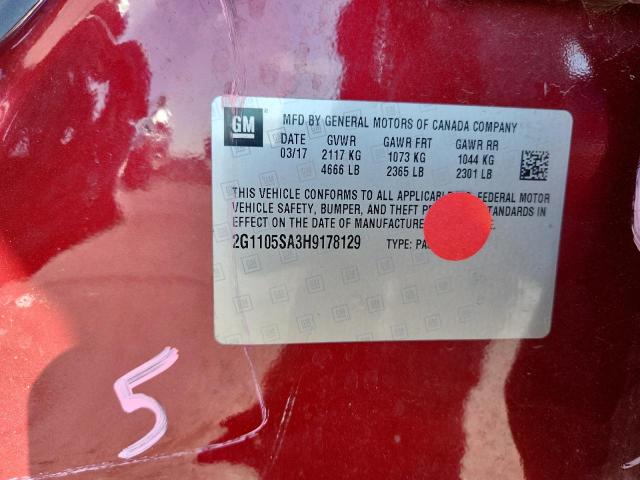 GM
MFD BY GENERAL MOTORS OF CANADA COMPANY
DATE GVWR GAWR FRT GAWR RR
03/17 2117 KG 1073 KG 1044 KG
4666 LB 2365 LB 2301 LB
THIS VEHICLE CONFORMS TO ALL FEDERAL MOTOR
VEHICLE SAFETY, BUMPER, AND THEFT STANDARDS IN
EFFECT ON THE DATE OF
2G1105SA3H9178129 TYPE:
5